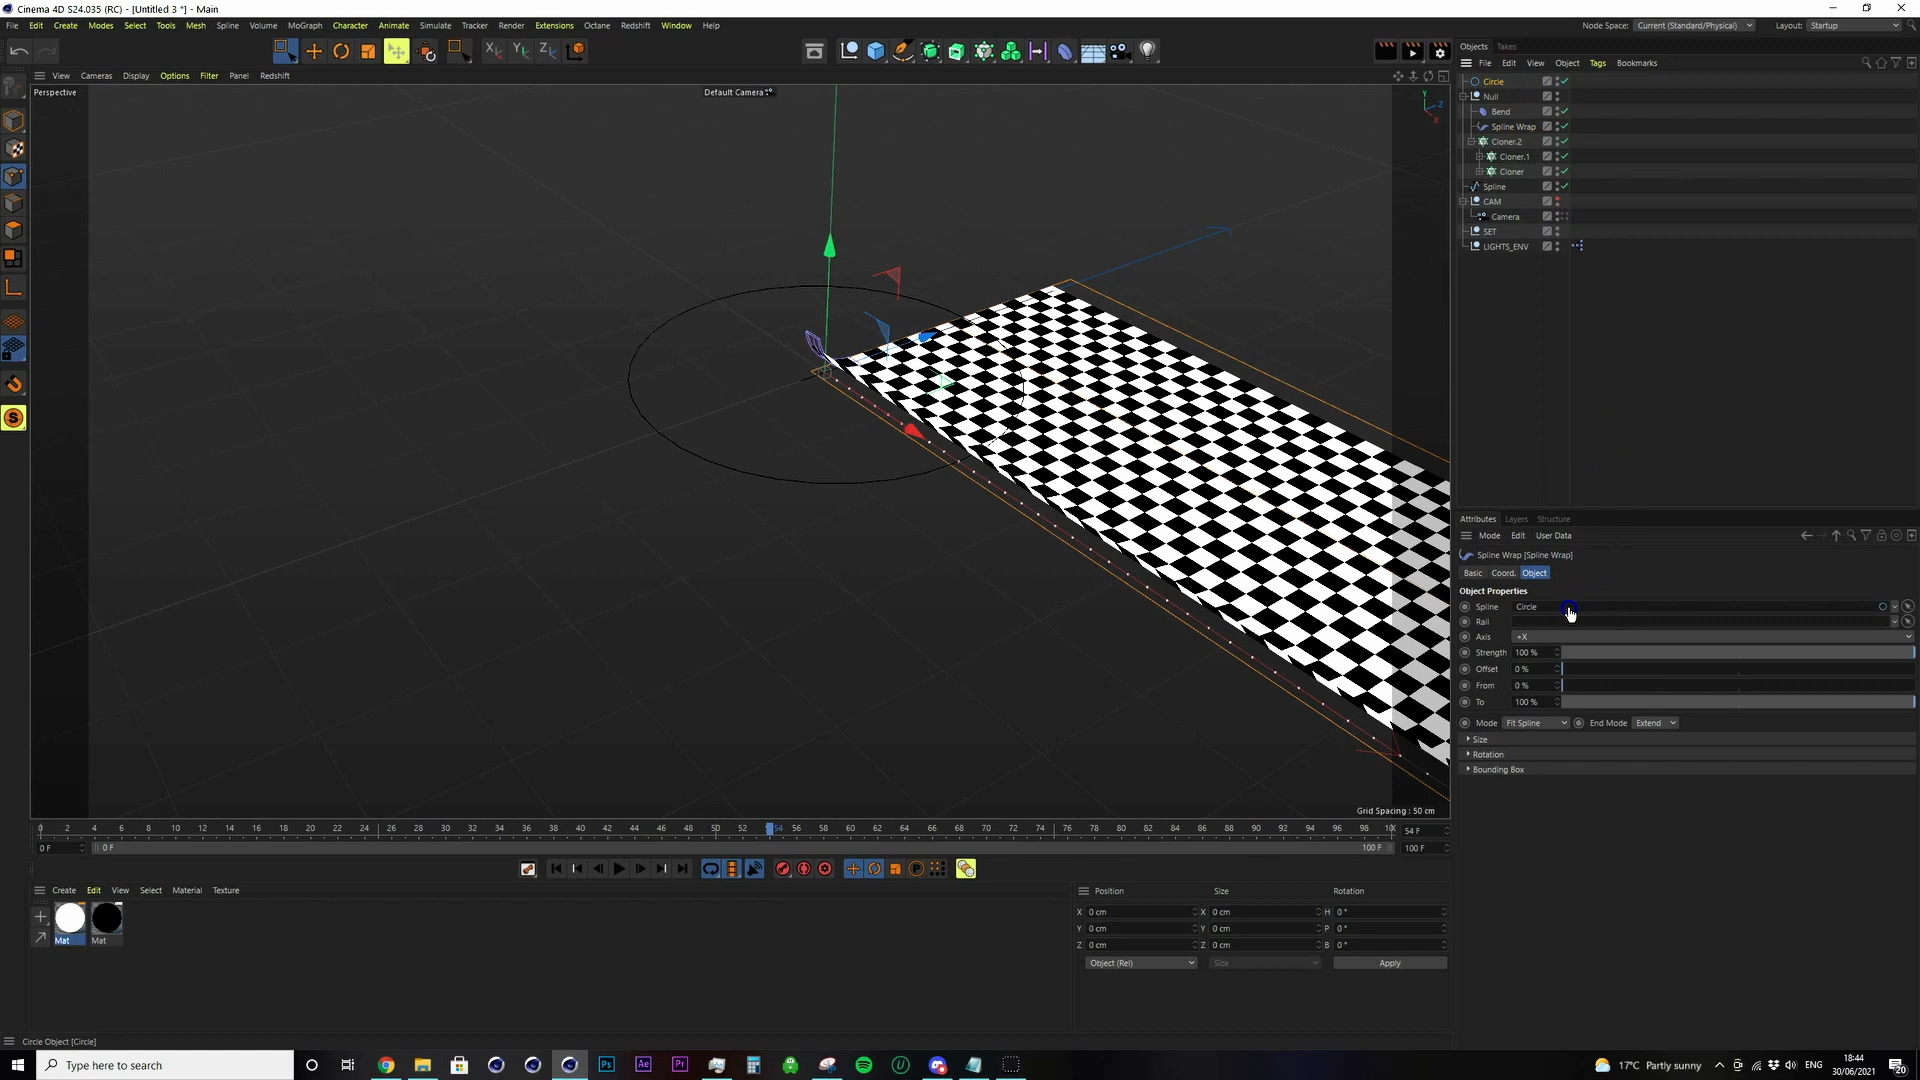 Cinema 4D S24.035 (RC) - [Untitled 3 *] - Main
File Edit Create Modes Select Tools Mesh Spline Volume MoGraph Character Animate Simulate Tracker Render Extensions Octane Redshift Window Help
Node Space: Current (Standard/Physical) Layout: Startup
View Cameras Display Options Filter Panel Redshift
Perspective
Default Camera
Y
Z
X
Objects Takes
File Edit View Object Tags Bookmarks
Circle
Null
Bend
Spline Wrap
Cloner.2
Cloner.1
Cloner
Spline
CAM
Camera
SET
LIGHTS_ENV
Attributes Layers Structure
Mode Edit User Data
Spline Wrap [Spline Wrap]
Basic Coord. Object
Object Properties
Spline Circle
Rail
Axis +X
Strength 100 %
Offset 0 %
From 0 %
To 100 %
Mode Fit Spline End Mode Extend
Size
Rotation
Bounding Box
Grid Spacing : 50 cm
0 2 4 6 8 10 12 14 16 18 20 22 24 26 28 30 32 34 36 38 40 42 44 46 48 50 52 54 56 58 60 62 64 66 68 70 72 74 76 78 80 82 84 86 88 90 92 94 96 98 54 F
0 F 0 F 100 F 100 F
Create Edit View Select Material Texture
Mat Mat
Position Size Rotation
X 0 cm X 0 cm H 0 °
Y 0 cm Y 0 cm P 0 °
Z 0 cm Z 0 cm B 0 °
Object (Rel) Size Apply
Circle Object [Circle]
Type here to search
Ps Ae Pr
17°C Partly sunny ENG
18:44
30/06/2021
20